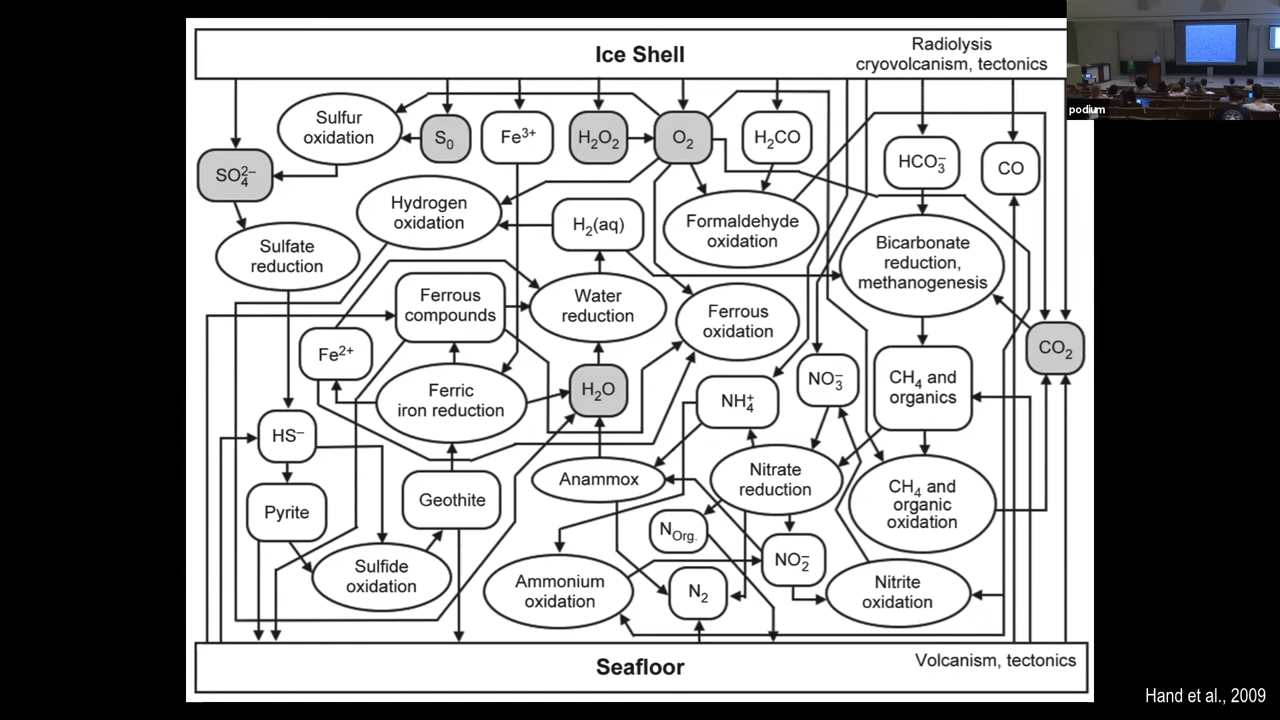 Ice Shell
Radiolysis
cryovolcanism, tectonics
podium
Sulfur
oxidation
S₀
Fe³⁺
H₂O₂
O₂
H₂CO
HCO₃⁻
CO
SO₄²⁻
Hydrogen
oxidation
H₂(aq)
Formaldehyde
oxidation
Sulfate
reduction
Bicarbonate
reduction,
methanogenesis
Ferrous
compounds
Water
reduction
Ferrous
oxidation
Fe²⁺
CO₂
Ferric
iron reduction
H₂O
NH₄⁺
NO₃⁻
CH₄ and
organics
HS⁻
Anammox
Nitrate
reduction
CH₄ and
organic
oxidation
Pyrite
Geothite
N Org.
NO₂⁻
Sulfide
oxidation
Ammonium
oxidation
N₂
Nitrite
oxidation
Seafloor
Volcanism, tectonics
Hand et al., 2009